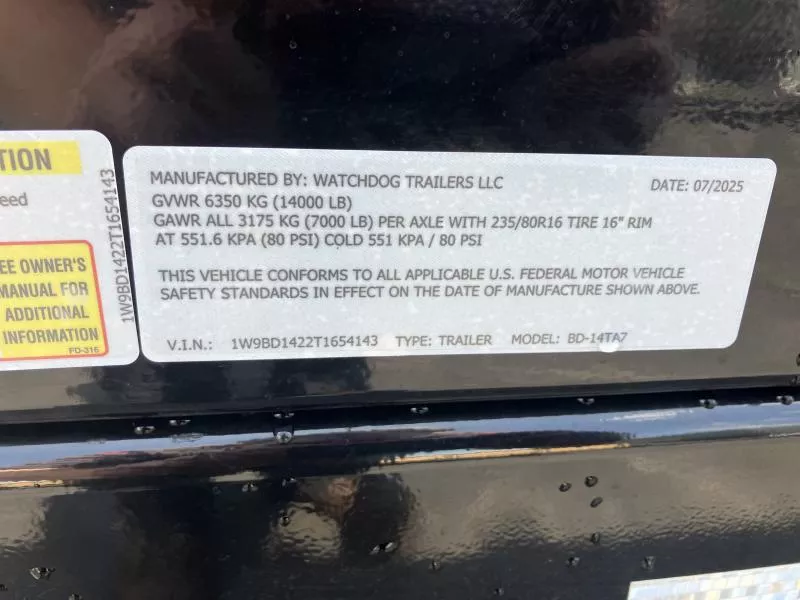 TION
eed
EE OWNER'S
MANUAL FOR
ADDITIONAL
INFORMATION
FD-316
1W9BD1422T1654143
MANUFACTURED BY: WATCHDOG TRAILERS LLC DATE: 07/2025
GVWR 6350 KG (14000 LB)
GAWR ALL 3175 KG (7000 LB) PER AXLE WITH 235/80R16 TIRE 16" RIM
AT 551.6 KPA (80 PSI) COLD 551 KPA / 80 PSI
THIS VEHICLE CONFORMS TO ALL APPLICABLE U.S. FEDERAL MOTOR VEHICLE
SAFETY STANDARDS IN EFFECT ON THE DATE OF MANUFACTURE SHOWN ABOVE.
V.I.N.: 1W9BD1422T1654143 TYPE: TRAILER MODEL: BD-14TA7